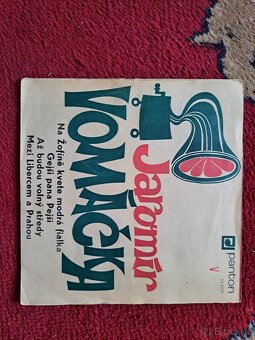 Jaromír
VOMÁČKA
Na Žofíně kvete modrá fialka
Gejši pana Pejši
Až budou volný středy
Mezi Libercem a Prahou
panton
V